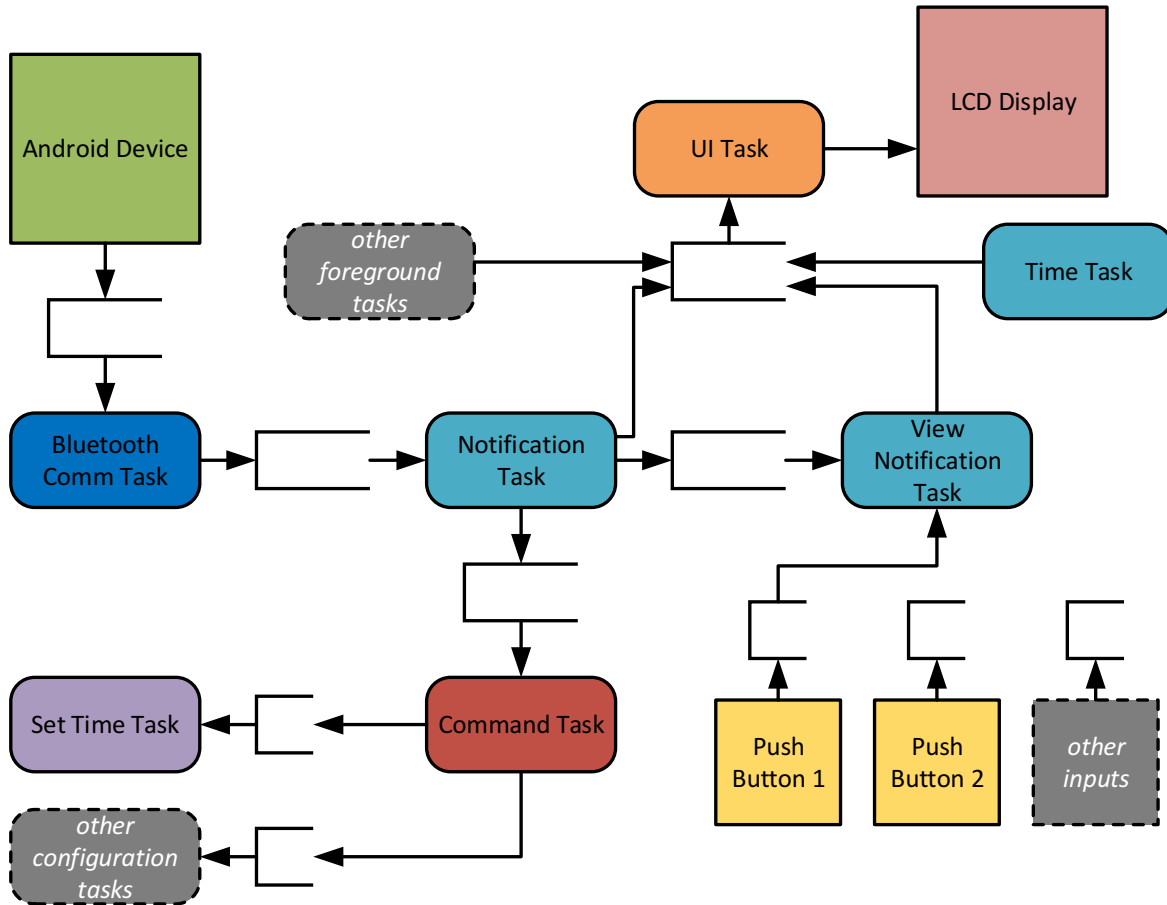 Android Device
LCD Display
UI Task
other
foreground
tasks
Time Task
Bluetooth
Comm Task
Notification
Task
View
Notification
Task
Set Time Task
Command Task
Push
Button 1
Push
Button 2
other
inputs
other
configuration
tasks